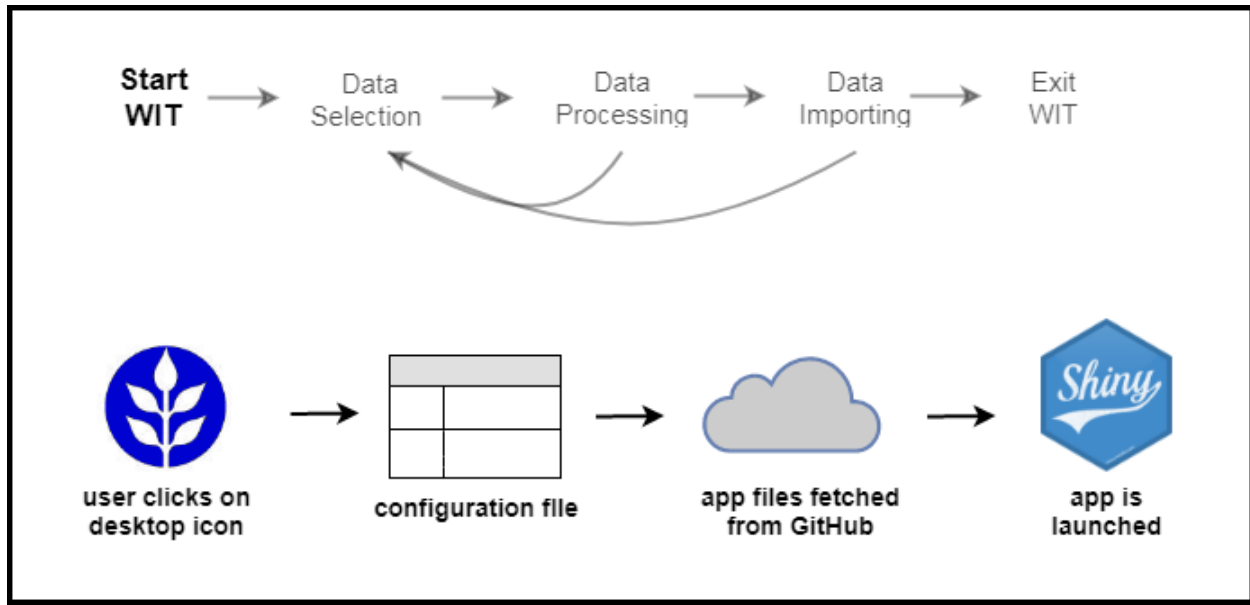 Start
WIT
Data
Selection
Data
Processing
Data
Importing
Exit
WIT
user clicks on
desktop icon
configuration file
app files fetched
from GitHub
Shiny
app is
launched